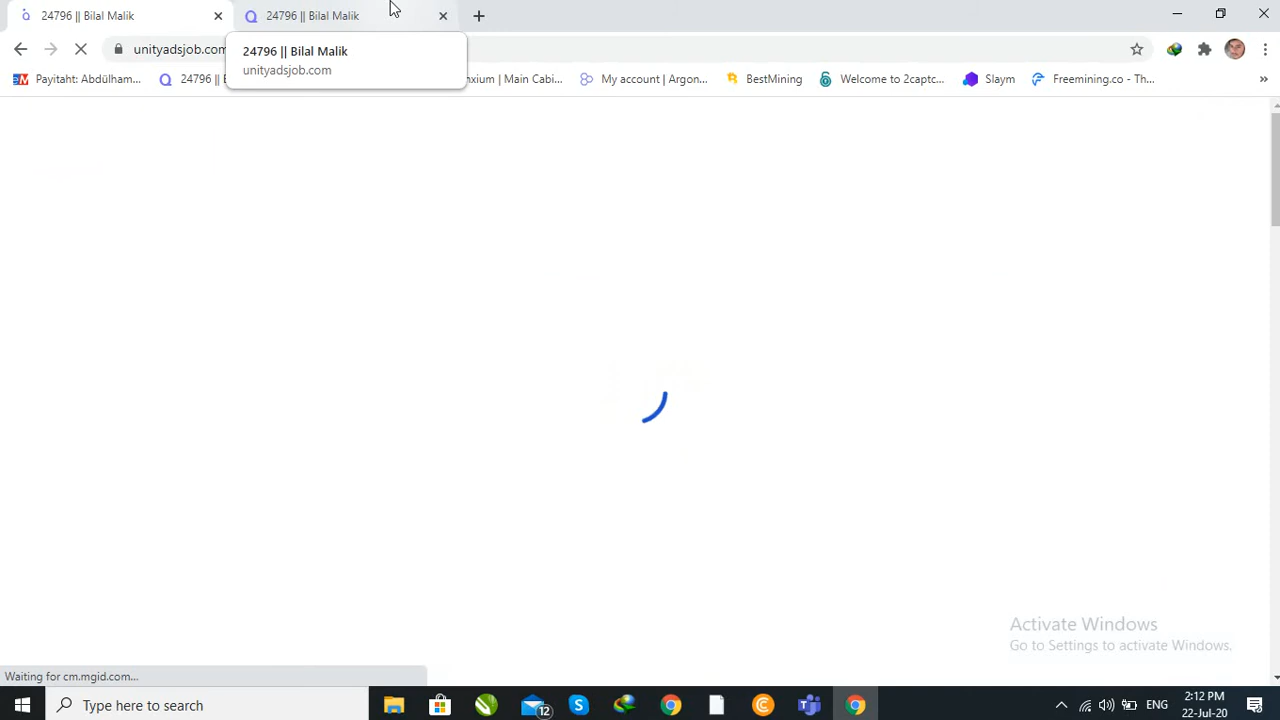 24796 || Bilal Malik
24796 || Bilal Malik
unityadsjob.com
24796 || Bilal Malik
unityadsjob.com
Payitaht: Abdülham...
24796 || B
nxium | Main Cabi...
My account | Argon...
BestMining
Welcome to 2captc...
Slaym
Freemining.co - Th...
»
Activate Windows
Go to Settings to activate Windows.
Waiting for cm.mgid.com...
Type here to search
12
ENG
2:12 PM
22-Jul-20